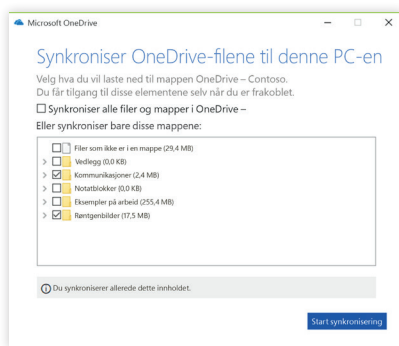 Microsoft OneDrive
Synkroniser OneDrive-filene til denne PC-en
Velg hva du vil laste ned til mappen OneDrive – Contoso.
Du får tilgang til disse elementene selv når du er frakoblet.
Synkroniser alle filer og mapper i OneDrive –
Eller synkroniser bare disse mappene:
Filer som ikke er i en mappe (29,4 MB)
Vedlegg (0,0 KB)
Kommunikasjoner (2,4 MB)
Notatblokker (0,0 KB)
Eksempler på arbeid (255,4 MB)
Røntgenbilder (17,5 MB)
Du synkroniserer allerede dette innholdet.
Start synkronisering